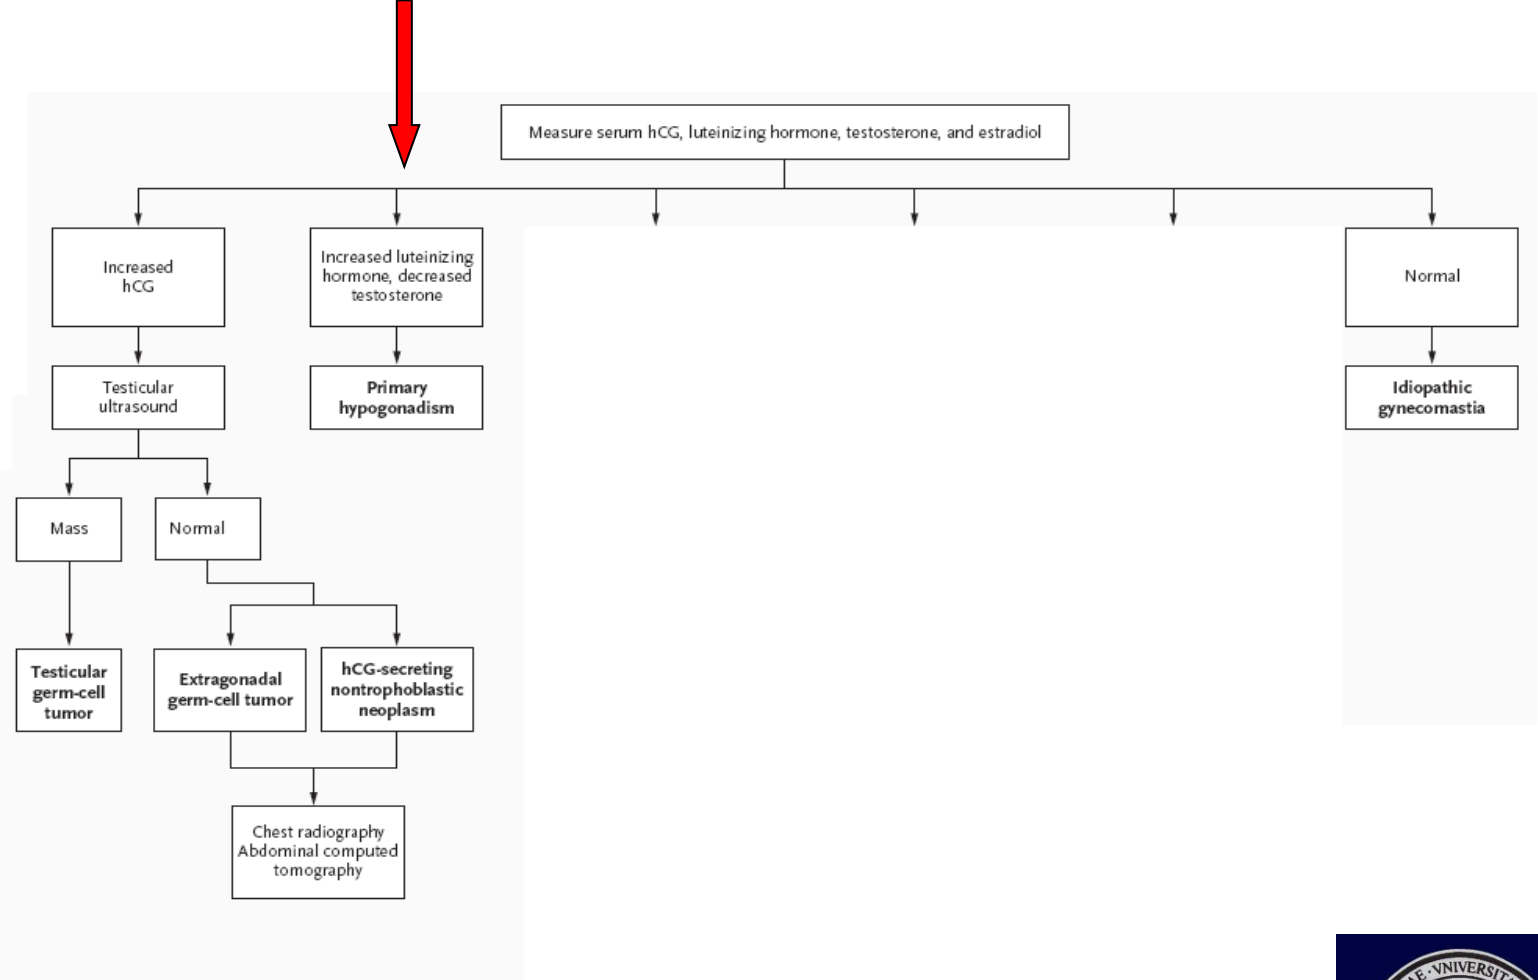 Measure serum hCG, luteinizing hormone, testosterone, and estradiol
Increased
hCG
Increased luteinizing
hormone, decreased
testosterone
Normal
Testicular
ultrasound
Primary
hypogonadism
Idiopathic
gynecomastia
Mass
Normal
Testicular
germ-cell
tumor
Extragonadal
germ-cell tumor
hCG-secreting
nontrophoblastic
neoplasm
Chest radiography
Abdominal computed
tomography